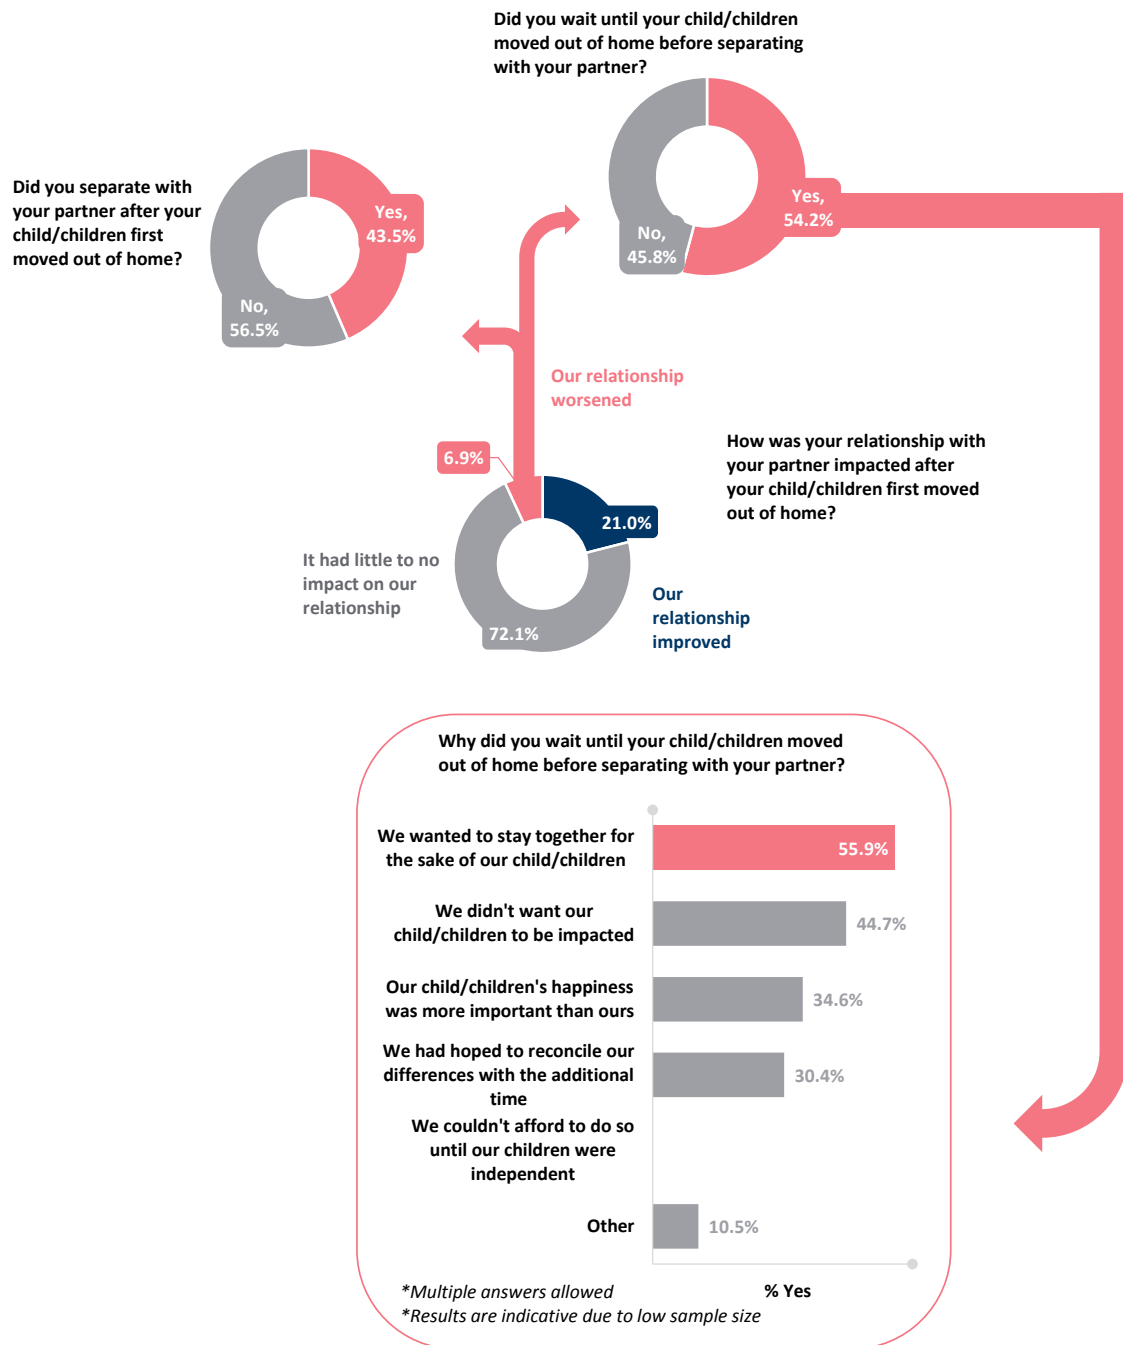 Did you wait until your child/children
moved out of home before separating
with your partner?
Yes,
54.2%
No,
45.8%
Did you separate with
your partner after your
child/children first
moved out of home?
Yes,
43.5%
No,
56.5%
Our relationship
worsened
How was your relationship with
your partner impacted after
your child/children first moved
out of home?
6.9%
21.0%
72.1%
It had little to no
impact on our
relationship
Our
relationship
improved
Why did you wait until your child/children moved
out of home before separating with your partner?
We wanted to stay together for
the sake of our child/children
55.9%
We didn't want our
child/children to be impacted
44.7%
Our child/children's happiness
was more important than ours
34.6%
We had hoped to reconcile our
differences with the additional
time
30.4%
We couldn't afford to do so
until our children were
independent
Other
10.5%
% Yes
*Multiple answers allowed
*Results are indicative due to low sample size